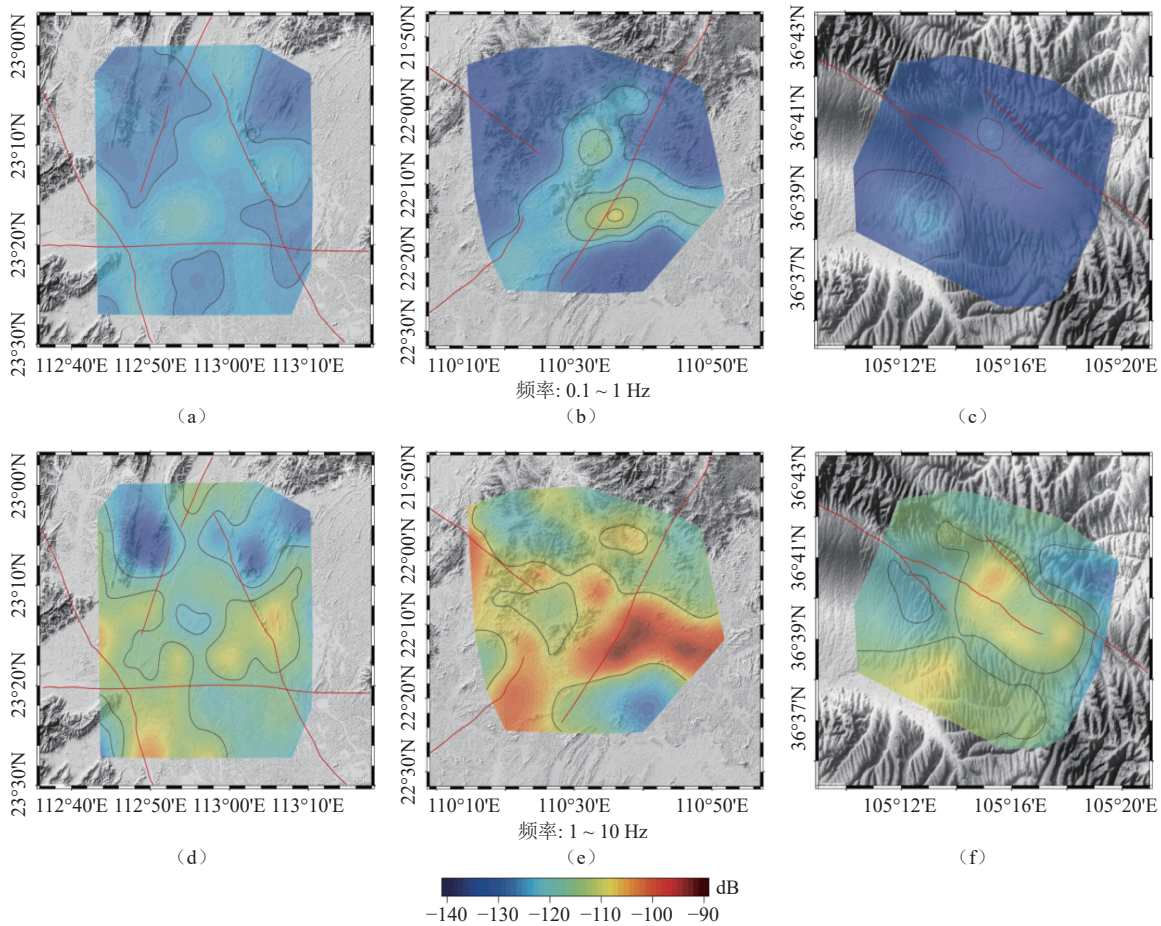 23°00'N
23°10'N
23°20'N
23°30'N
112°40'E 112°50'E 113°00'E 113°10'E
(a)
21°50'N
22°00'N
22°10'N
22°20'N
22°30'N
110°10'E 110°30'E 110°50'E
频率: 0.1 ~ 1 Hz
(b)
36°43'N
36°41'N
36°39'N
36°37'N
105°12'E 105°16'E 105°20'E
(c)
23°00'N
23°10'N
23°20'N
23°30'N
112°40'E 112°50'E 113°00'E 113°10'E
(d)
21°50'N
22°00'N
22°10'N
22°20'N
22°30'N
110°10'E 110°30'E 110°50'E
频率: 1 ~ 10 Hz
(e)
36°43'N
36°41'N
36°39'N
36°37'N
105°12'E 105°16'E 105°20'E
(f)
dB
−140 −130 −120 −110 −100 −90